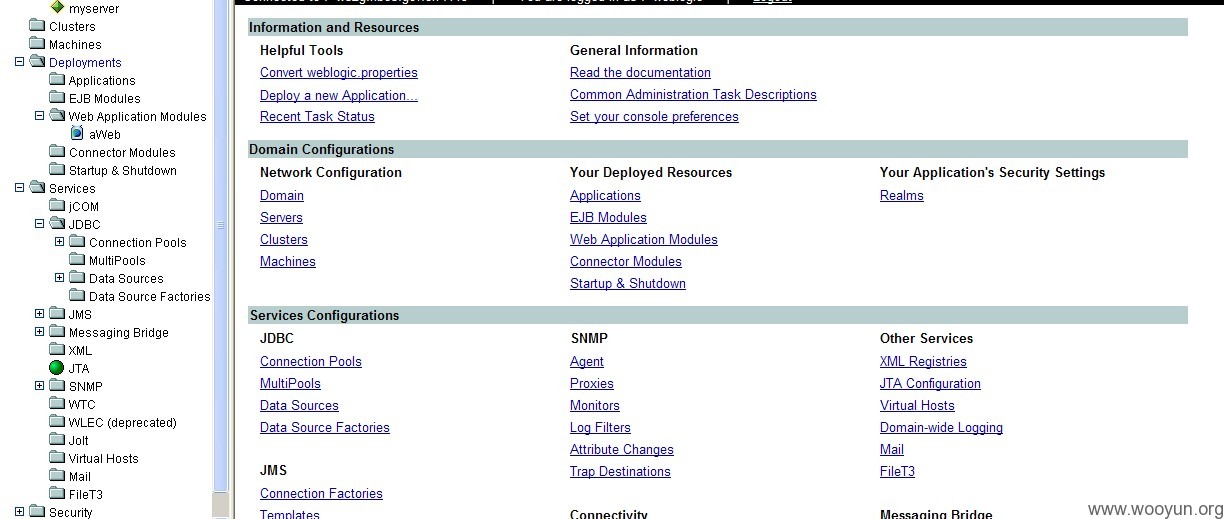 myserver
Clusters
Machines
Deployments
Applications
EJB Modules
Web Application Modules
aWeb
Connector Modules
Startup & Shutdown
Services
jCOM
JDBC
Connection Pools
MultiPools
Data Sources
Data Source Factories
JMS
Messaging Bridge
XML
JTA
SNMP
WTC
WLEC (deprecated)
Jolt
Virtual Hosts
Mail
FileT3
Security
Information and Resources
Helpful Tools
Convert weblogic.properties
Deploy a new Application...
Recent Task Status
General Information
Read the documentation
Common Administration Task Descriptions
Set your console preferences
Domain Configurations
Network Configuration
Domain
Servers
Clusters
Machines
Your Deployed Resources
Applications
EJB Modules
Web Application Modules
Connector Modules
Startup & Shutdown
Your Application's Security Settings
Realms
Services Configurations
JDBC
Connection Pools
MultiPools
Data Sources
Data Source Factories
JMS
Connection Factories
Templates
SNMP
Agent
Proxies
Monitors
Log Filters
Attribute Changes
Trap Destinations
Connectivity
Other Services
XML Registries
JTA Configuration
Virtual Hosts
Domain-wide Logging
Mail
FileT3
Messaging Bridge
www.wooyun.org